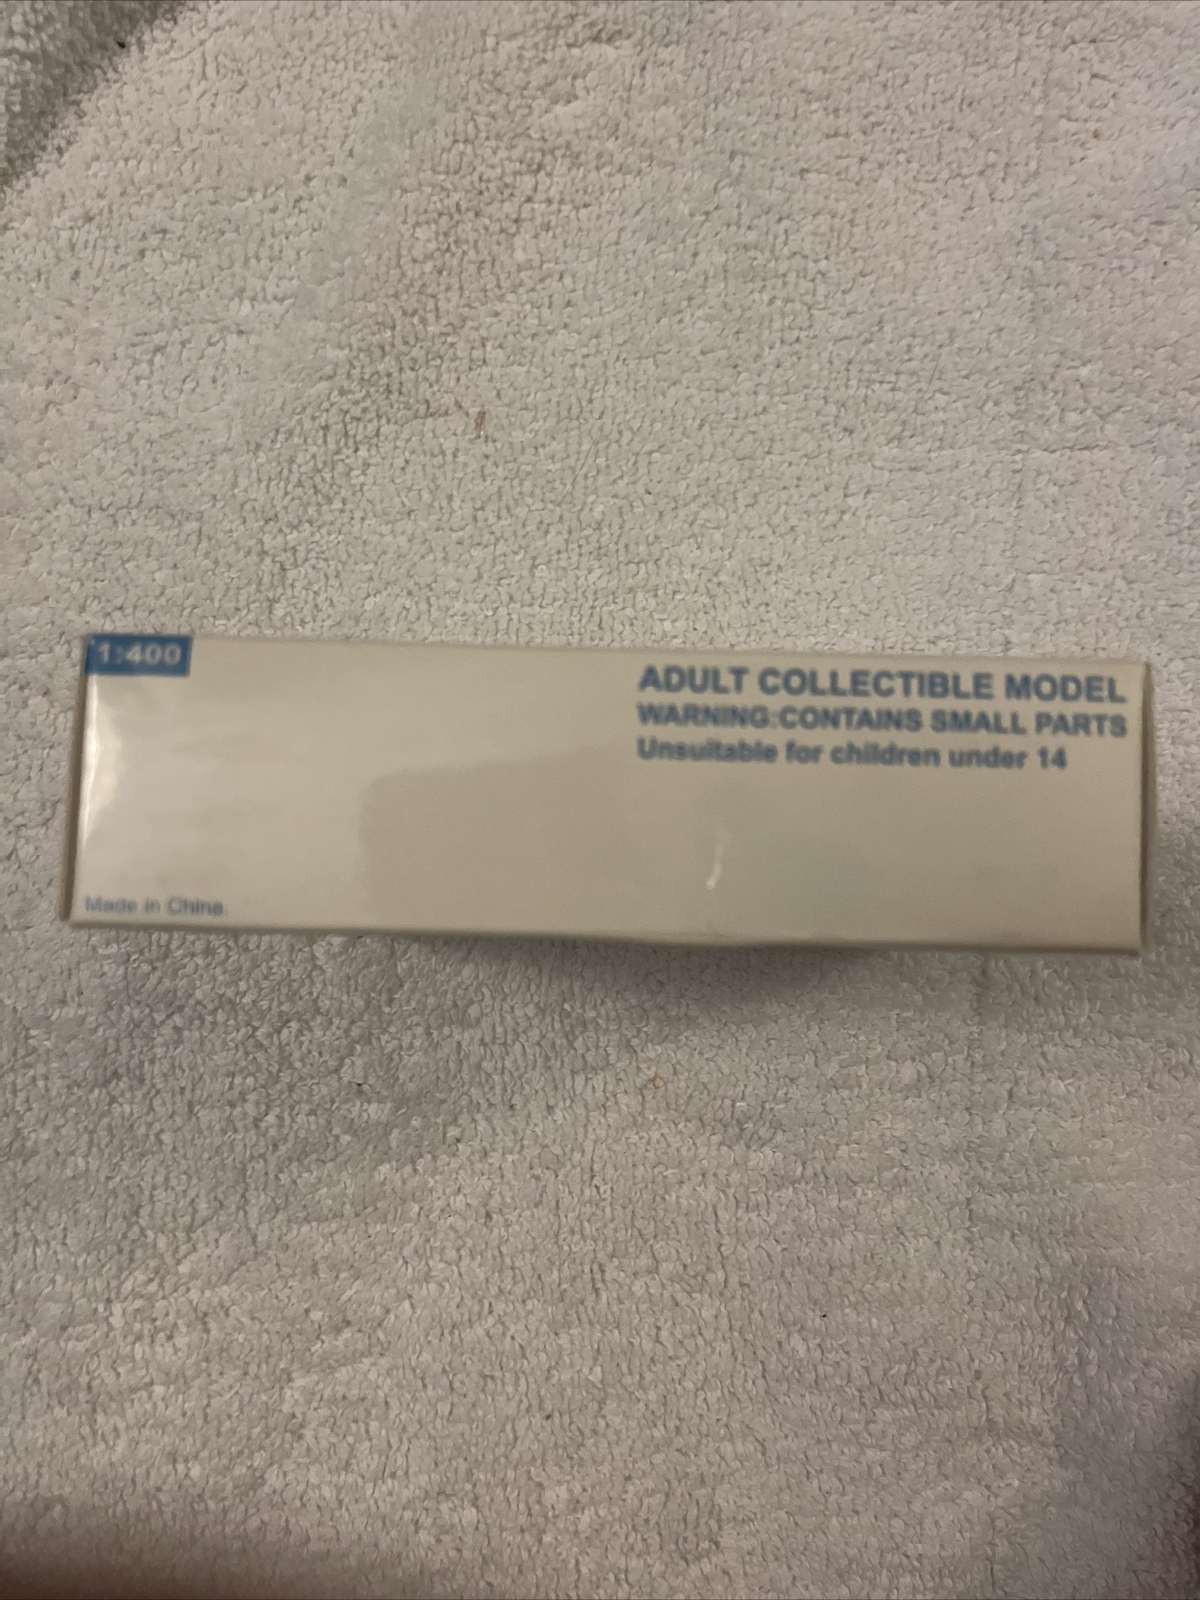 1:400
ADULT COLLECTIBLE MODEL
WARNING:CONTAINS SMALL PARTS
Unsuitable for children under 14
Made in China.